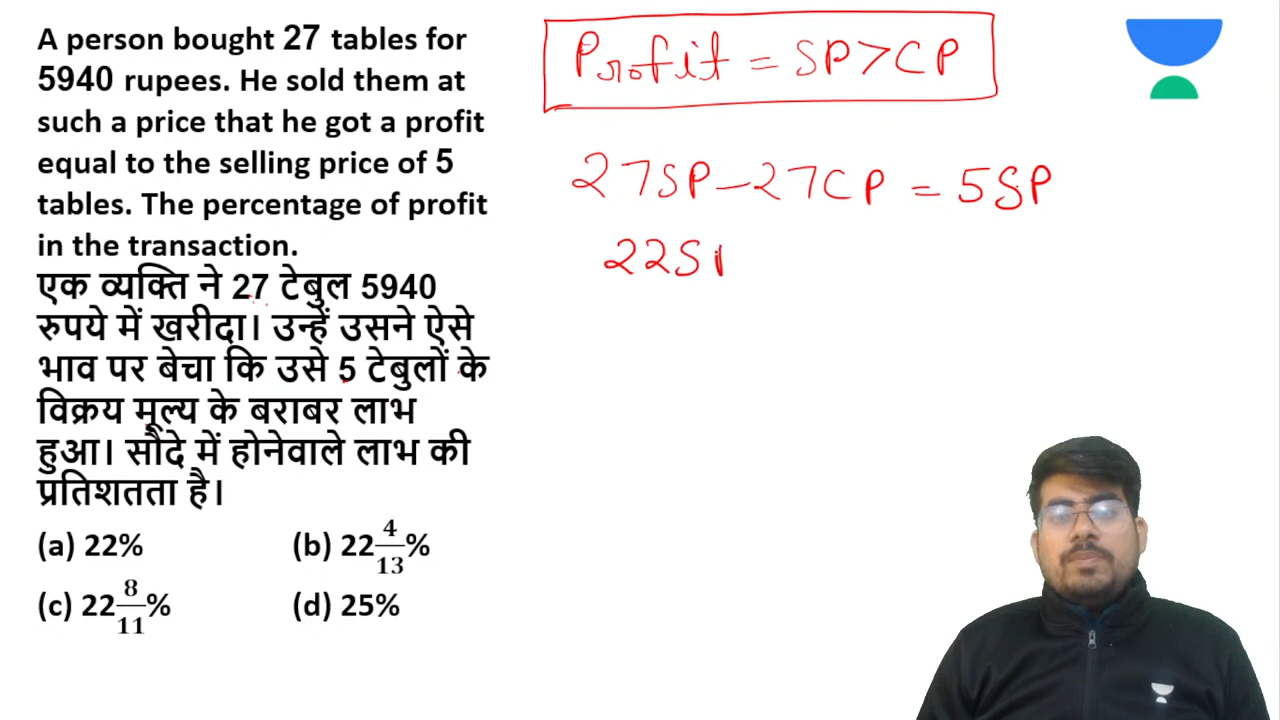 A person bought 27 tables for
5940 rupees. He sold them at
such a price that he got a profit
equal to the selling price of 5
tables. The percentage of profit
in the transaction.
एक व्यक्ति ने 27 टेबुल 5940
रुपये में खरीदा। उन्हें उसने ऐसे
भाव पर बेचा कि उसे 5 टेबुलों के
विक्रय मूल्य के बराबर लाभ
हुआ। सौदे में होनेवाले लाभ की
प्रतिशतता है।
(a) 22% (b) 22 4/13%
(c) 22 8/11% (d) 25%
Profit = SP > CP
27SP - 27CP = 5SP
22S